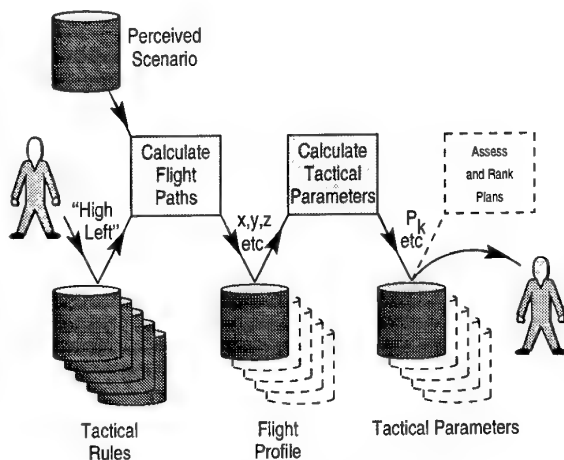 Perceived
Scenario
Calculate
Flight
Paths
Calculate
Tactical
Parameters
Assess
and Rank
Plans
“High
Left”
x,y,z
etc
Pk
etc
Tactical
Rules
Flight
Profile
Tactical Parameters